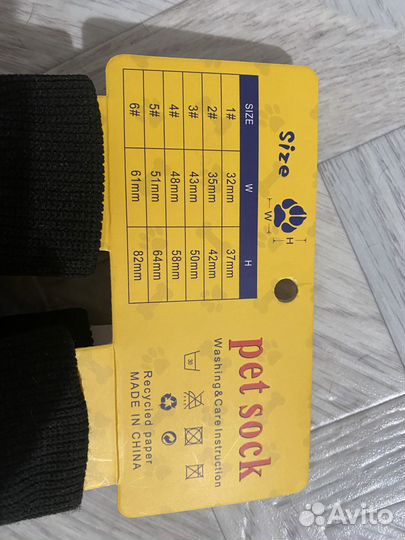 Size
W
H
SIZE W H
1# 32mm 37mm
2# 35mm 42mm
3# 43mm 50mm
4# 48mm 58mm
5# 51mm 64mm
6# 61mm 82mm
pet sock
Washing&Care Instruction
30
Recycled paper
MADE IN CHINA
Avito